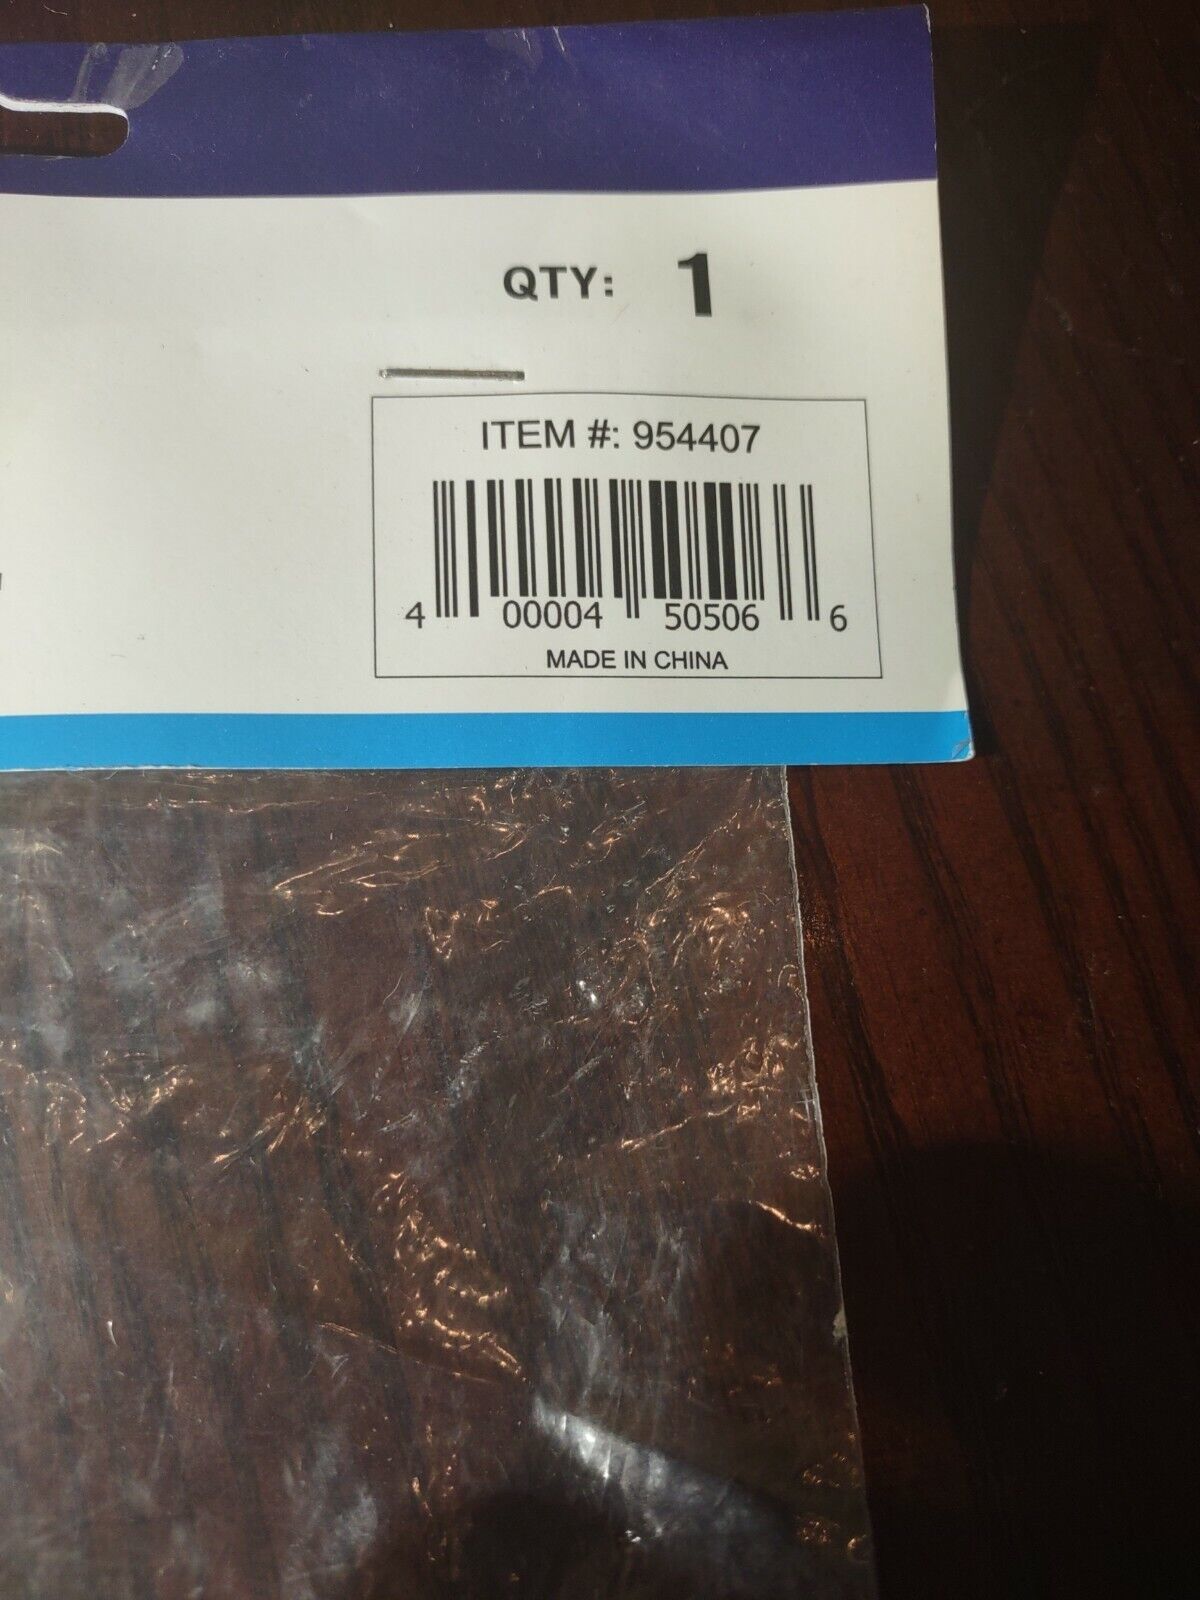 QTY: 1
ITEM #: 954407
4 00004 50506 6
MADE IN CHINA